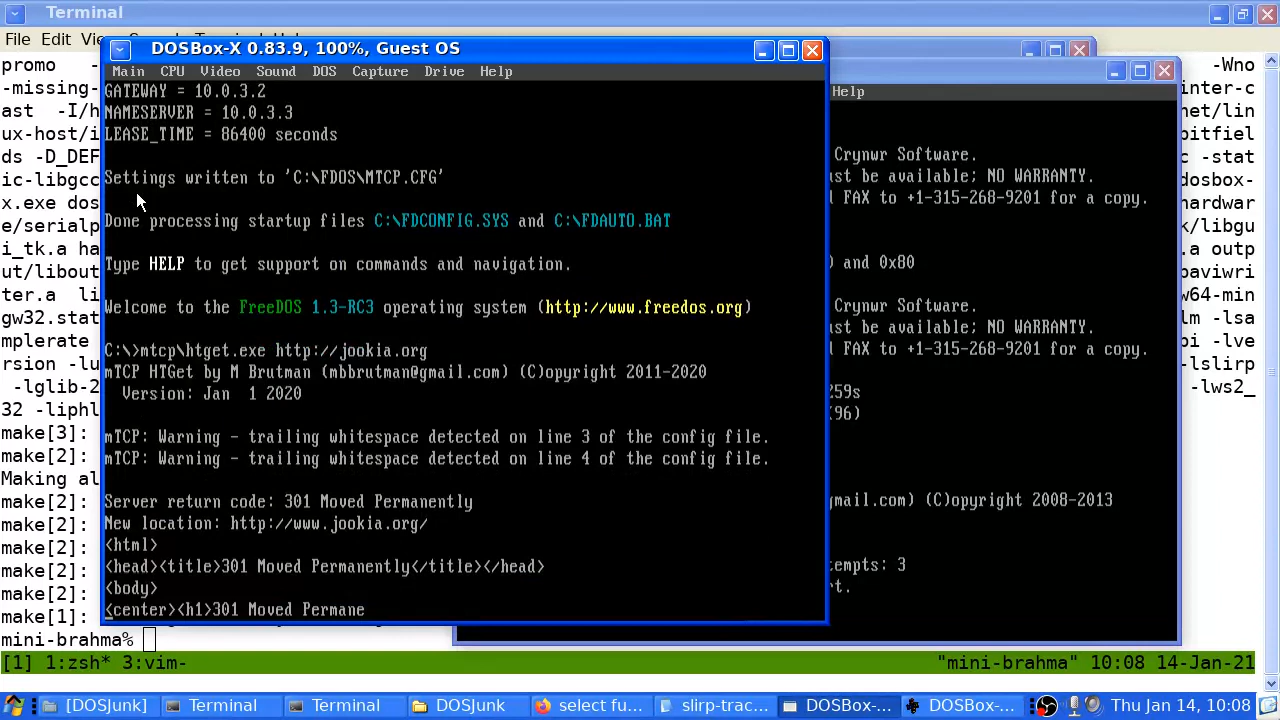 Terminal
File Edit Vi
promo -
-missing-
ast -I/h
ux-host/i
ds -D_DEF
ic-libgcc
x.exe dos
e/serialp
i_tk.a ha
ut/libout
ter.a li
gw32.stat
mplerate
rsion -lu
-lglib-2
32 -liphl
make[3]:
make[2]:
Making al
make[2]:
make[2]:
make[2]:
make[2]:
make[2]:
make[1]:
mini-brahma%
DOSBox-X 0.83.9, 100%, Guest OS
Main CPU Video Sound DOS Capture Drive Help
GATEWAY = 10.0.3.2
NAMESERVER = 10.0.3.3
LEASE_TIME = 86400 seconds
Settings written to 'C:\FDOS\MTCP.CFG'
Done processing startup files C:\FDCONFIG.SYS and C:\FDAUTO.BAT
Type HELP to get support on commands and navigation.
Welcome to the FreeDOS 1.3-RC3 operating system (http://www.freedos.org)
C:\>mtcp\htget.exe http://jookia.org
mTCP HTGet by M Brutman (mbbrutman@gmail.com) (C)opyright 2011-2020
Version: Jan 1 2020
mTCP: Warning - trailing whitespace detected on line 3 of the config file.
mTCP: Warning - trailing whitespace detected on line 4 of the config file.
Server return code: 301 Moved Permanently
New location: http://www.jookia.org/
<html>
<head><title>301 Moved Permanently</title></head>
<body>
<center><h1>301 Moved Permane
Help
Crynwr Software.
st be available; NO WARRANTY.
l FAX to +1-315-268-9201 for a copy.
) and 0x80
Crynwr Software.
st be available; NO WARRANTY.
l FAX to +1-315-268-9201 for a copy.
259s
(96)
mail.com) (C)opyright 2008-2013
tempts: 3
rt.
-Wno
inter-c
net/lin
bitfiel
c -stat
dosbox-
hardwar
k/libgu
.a outp
paviwri
w64-min
lm -lsa
pi -lve
-lslirp
-lws2_
[1] 1:zsh* 3:vim- "mini-brahma" 10:08 14-Jan-21
[DOSJunk] Terminal Terminal DOSJunk select fu... slirp-trac... DOSBox-... DOSBox-... Thu Jan 14, 10:08